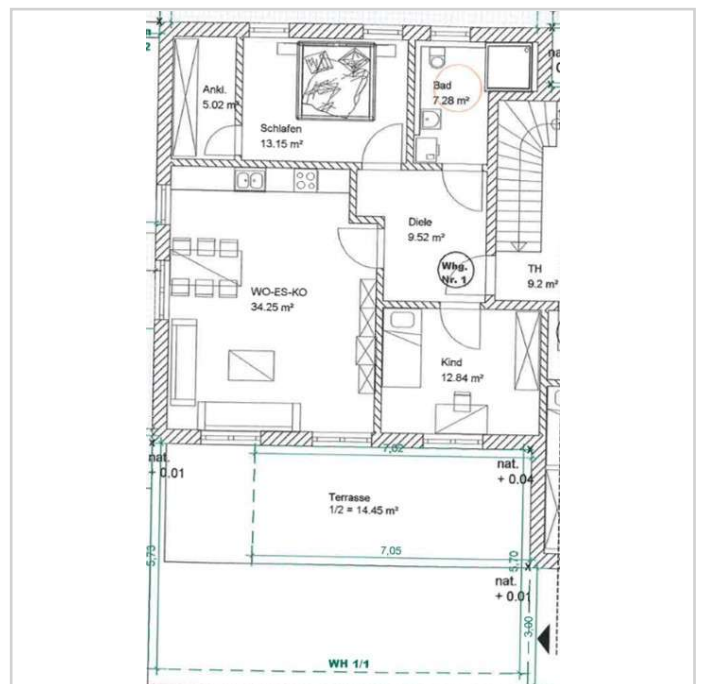 2
Ankl.
5.02 m²
Schlafen
13.15 m²
Bad
7.28 m²
na
Diele
9.52 m²
Whg.
Nr. 1
TH
9.2 m²
WO-ES-KO
34.25 m²
Kind
12.84 m²
7,02
nat.
+ 0.01
nat.
+ 0.04
Terrasse
1/2 = 14.45 m²
7,05
5,73
5,70
nat.
+ 0.01
3,00
WH 1/1